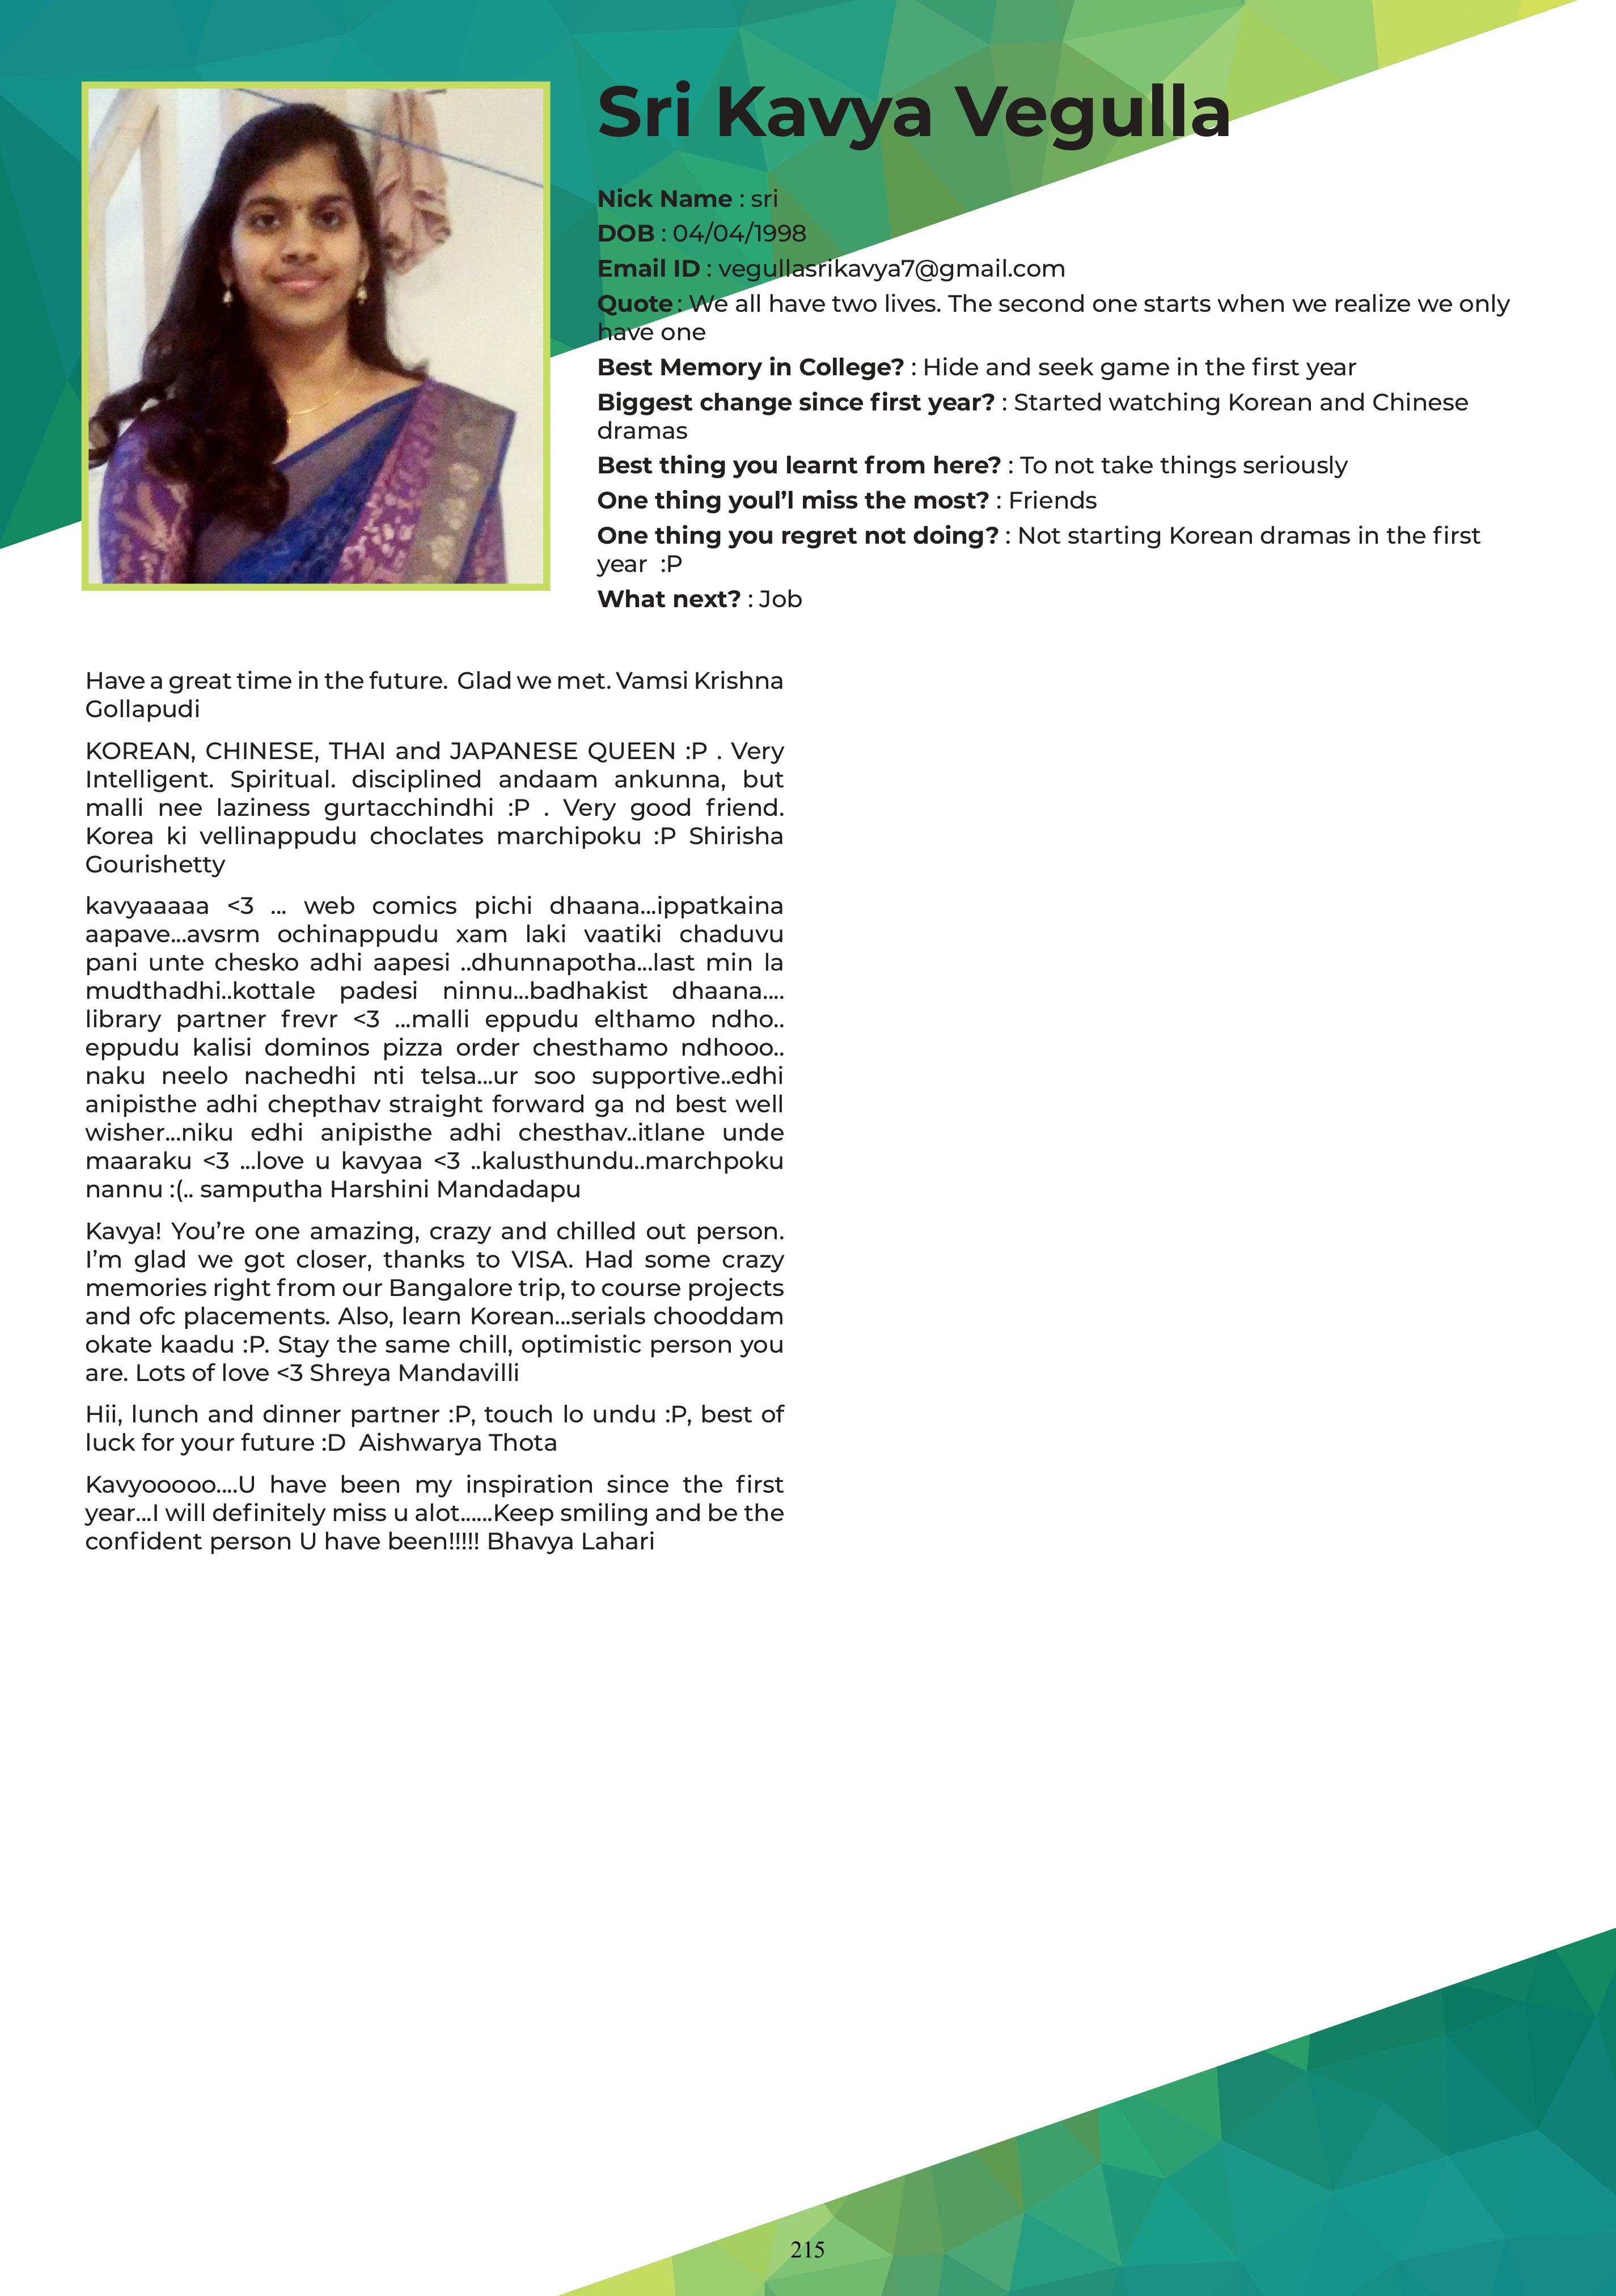 Sri Kavya Vegulla
Nick Name : sri
DOB : 04/04/1998
Email ID : vegullasrikavya7@gmail.com
Quote : We all have two lives. The second one starts when we realize we only
have one
Best Memory in College? : Hide and seek game in the first year
Biggest change since first year? : Started watching Korean and Chinese
dramas
Best thing you learnt from here? : To not take things seriously
One thing youl’l miss the most? : Friends
One thing you regret not doing? : Not starting Korean dramas in the first
year :P
What next? : Job
Have a great time in the future. Glad we met. Vamsi Krishna
Gollapudi
KOREAN, CHINESE, THAI and JAPANESE QUEEN :P . Very
Intelligent. Spiritual. disciplined andaam ankunna, but
malli nee laziness gurtacchindhi :P . Very good friend.
Korea ki vellinappudu choclates marchipoku :P Shirisha
Gourishetty
kavyaaaaa <3 ... web comics pichi dhaana...ippatkaina
aapave...avsrm ochinappudu xam laki vaatiki chaduvu
pani unte chesko adhi aapesi ..dhunnapotha...last min la
mudthadhi..kottale padesi ninnu...badhakist dhaana....
library partner frevr <3 ...malli eppudu elthamo ndho..
eppudu kalisi dominos pizza order chesthamo ndhooo..
naku neelo nachedhi nti telsa...ur soo supportive..edhi
anipisthe adhi chepthav straight forward ga nd best well
wisher...niku edhi anipisthe adhi chesthav..itlane unde
maaraku <3 ...love u kavyaa <3 ..kalusthundu..marchpoku
nannu :(.. samputha Harshini Mandadapu
Kavya! You’re one amazing, crazy and chilled out person.
I’m glad we got closer, thanks to VISA. Had some crazy
memories right from our Bangalore trip, to course projects
and ofc placements. Also, learn Korean...serials chooddam
okate kaadu :P. Stay the same chill, optimistic person you
are. Lots of love <3 Shreya Mandavilli
Hii, lunch and dinner partner :P, touch lo undu :P, best of
luck for your future :D Aishwarya Thota
Kavyooooo....U have been my inspiration since the first
year...I will definitely miss u alot......Keep smiling and be the
confident person U have been!!!!! Bhavya Lahari
215